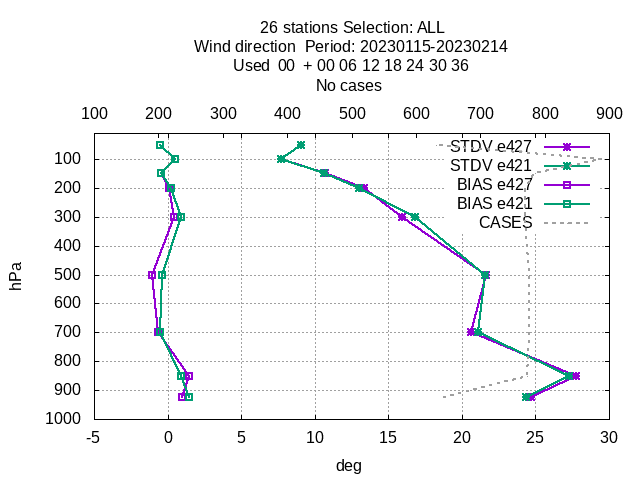 26 stations Selection: ALL
Wind direction  Period: 20230115-20230214
Used  00  + 00 06 12 18 24 30 36
No cases
100 200 300 400 500 600 700 800 900
STDV e427
STDV e421
BIAS e427
BIAS e421
CASES
hPa
100
200
300
400
500
600
700
800
900
1000
-5 0 5 10 15 20 25 30
deg